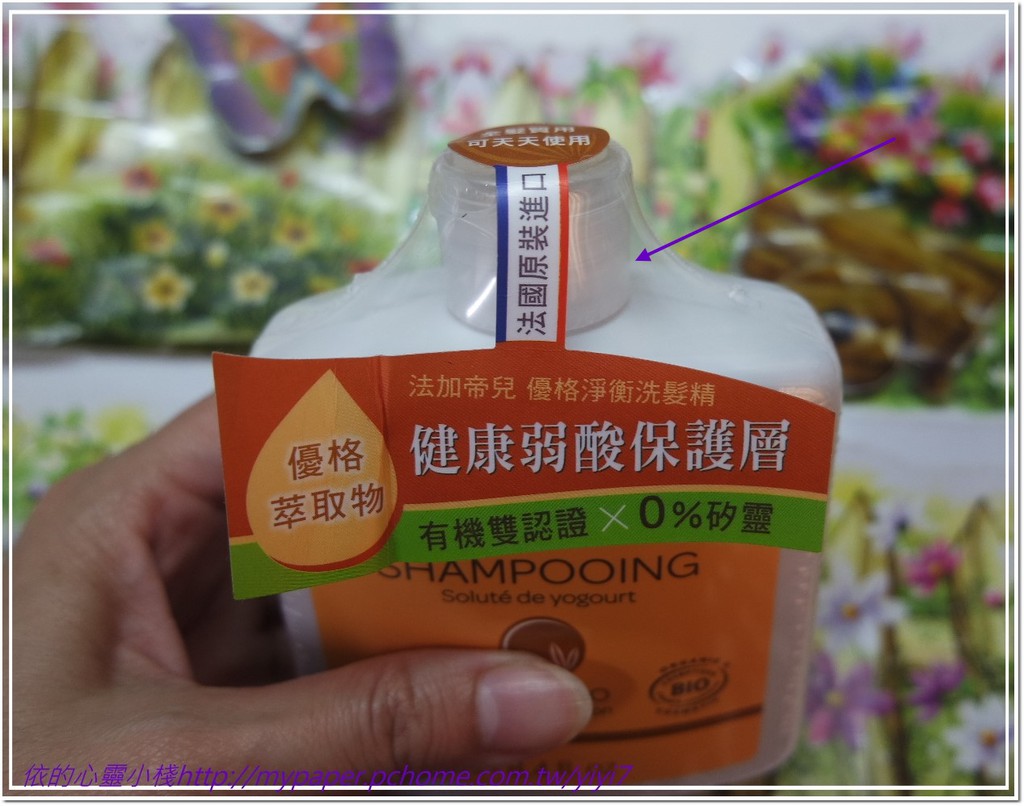 全髮質用
可天天使用
法國原裝進口
法加帝兒 優格淨衡洗髮精
健康弱酸保護層
優格
萃取物
有機雙認證×0%矽靈
SHAMPOOING
Soluté de yogourt
BIO
依的心靈小棧http://mypaper.pchome.com.tw/yiyi7